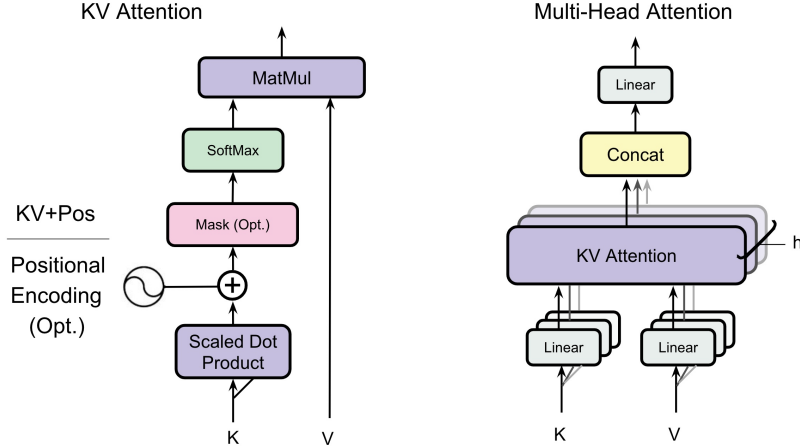 KV Attention
MatMul
SoftMax
Mask (Opt.)
KV+Pos
Positional
Encoding
(Opt.)
+
Scaled Dot
Product
K
V
Multi-Head Attention
Linear
Concat
KV Attention
h
Linear
Linear
K
V